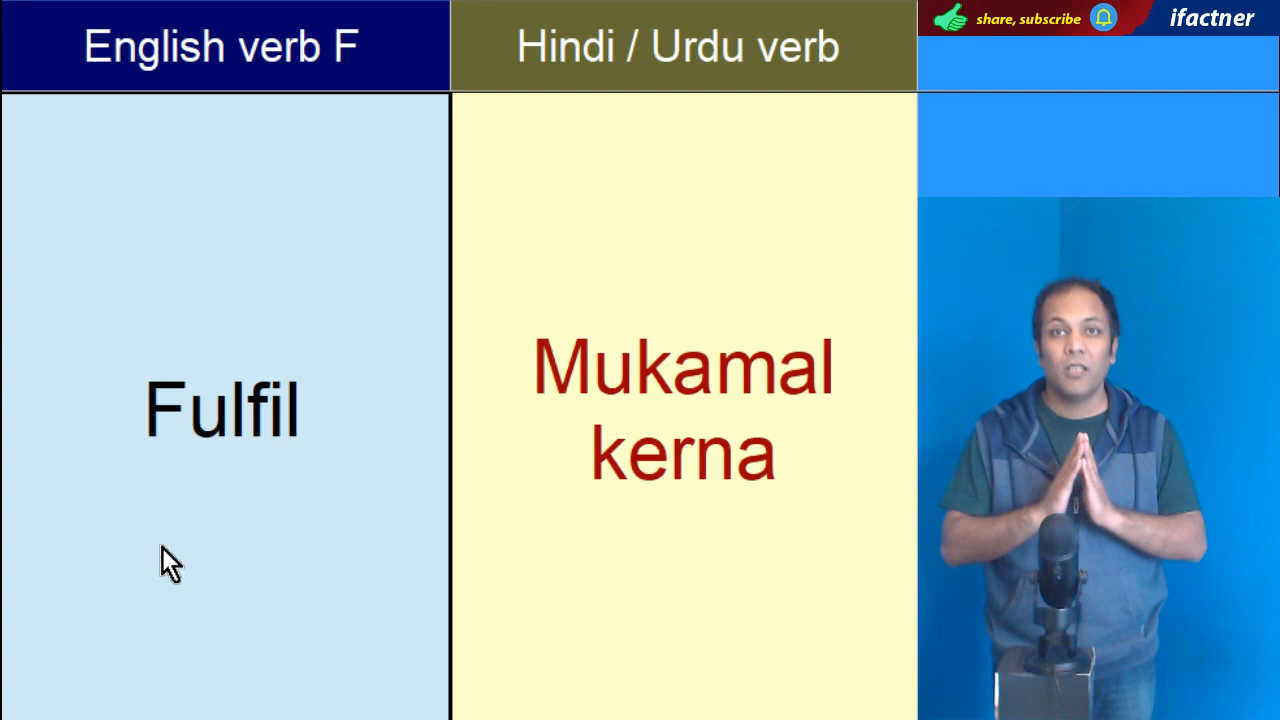 English verb F
Hindi / Urdu verb
share, subscribe
ifactner
Fulfil
Mukamal
kerna